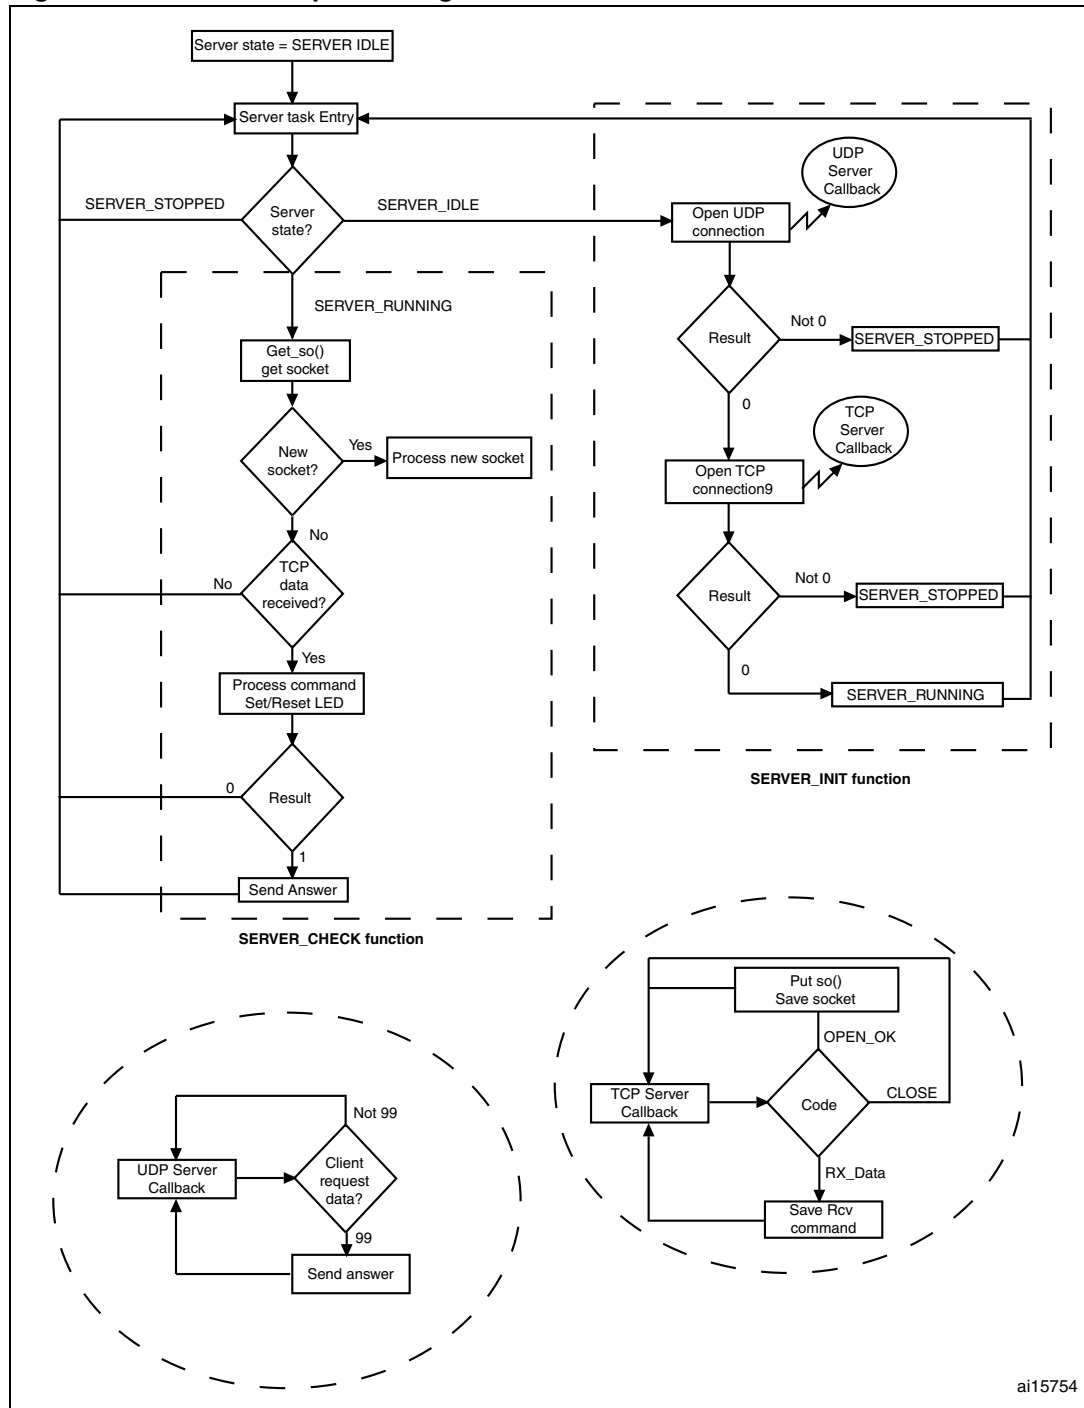 Server state = SERVER IDLE
Server task Entry
SERVER_STOPPED
Server
state?
SERVER_IDLE
SERVER_RUNNING
Get_so()
get socket
New
socket?
Yes
Process new socket
No
TCP
data
received?
No
Yes
Process command
Set/Reset LED
Result
0
1
Send Answer
SERVER_CHECK function
UDP
Server
Callback
Open UDP
connection
Result
Not 0
SERVER_STOPPED
0
TCP
Server
Callback
Open TCP
connection9
Result
Not 0
SERVER_STOPPED
0
SERVER_RUNNING
SERVER_INIT function
Put so()
Save socket
OPEN_OK
TCP Server
Callback
Code
CLOSE
RX_Data
Save Rcv
command
Not 99
UDP Server
Callback
Client
request
data?
99
Send answer
ai15754